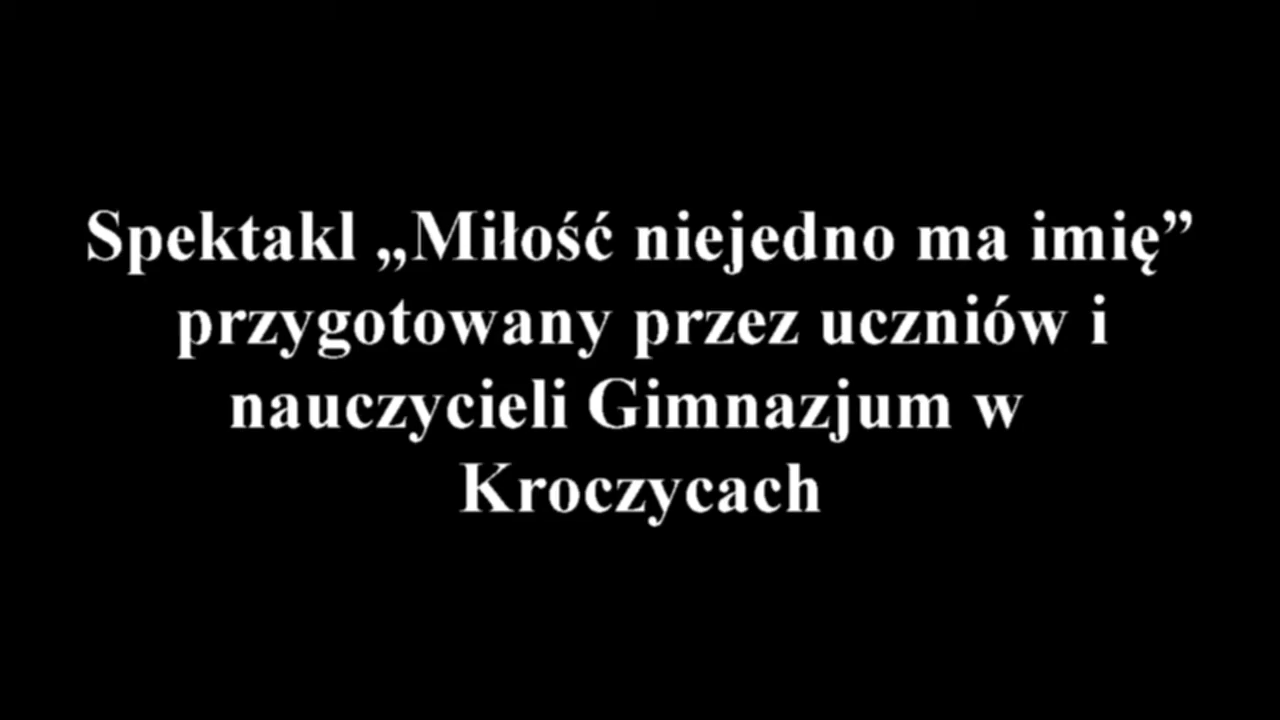 Spektakl „Miłość niejedno ma imię”
przygotowany przez uczniów i
nauczycieli Gimnazjum w
Kroczycach